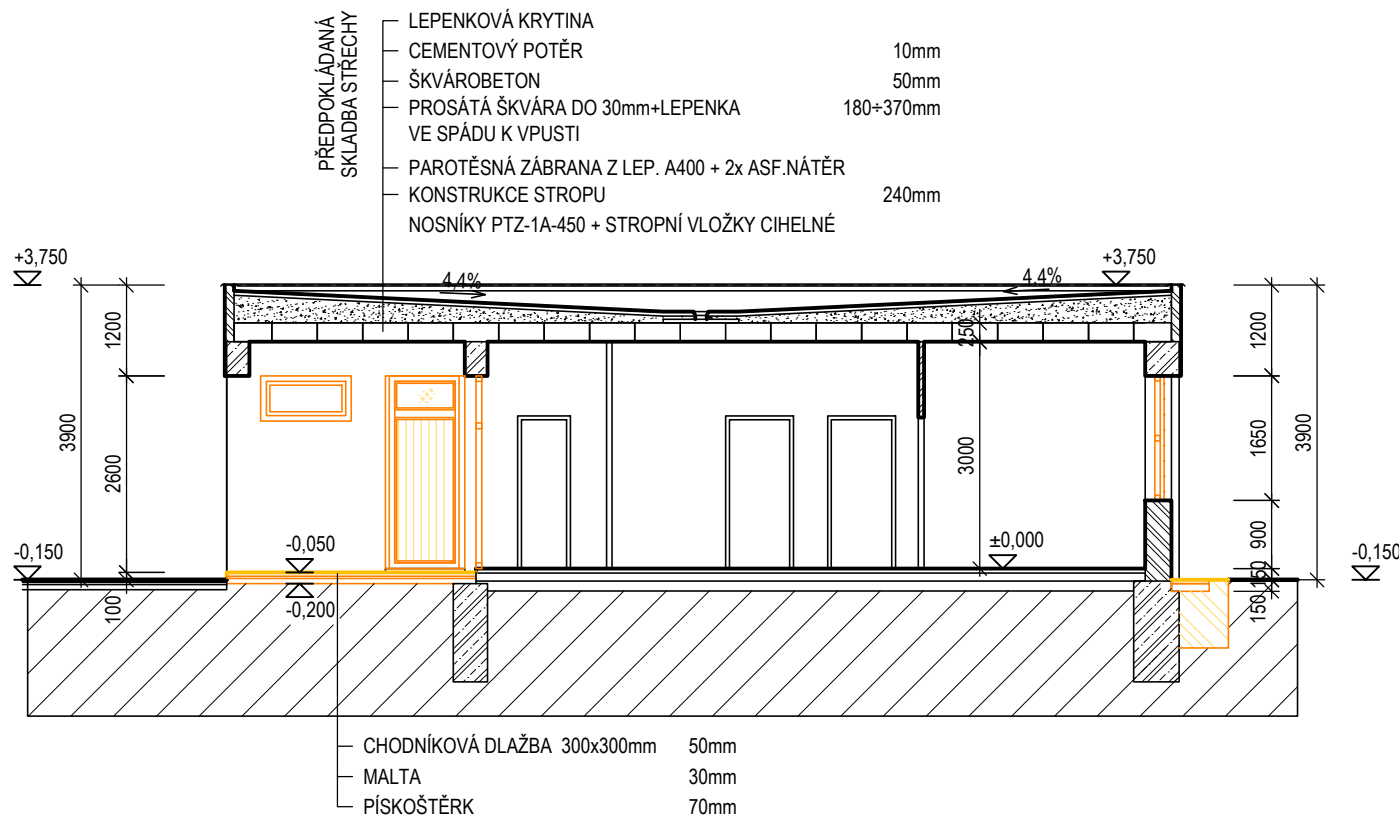 PŘEDPOKLÁDANÁ
SKLADBA STŘECHY
LEPENKOVÁ KRYTINA
CEMENTOVÝ POTĚR 10mm
ŠKVÁROBETON 50mm
PROSÁTÁ ŠKVÁRA DO 30mm+LEPENKA 180÷370mm
VE SPÁDU K VPUSTI
PAROTĚSNÁ ZÁBRANA Z LEP. A400 + 2x ASF.NÁTĚR
KONSTRUKCE STROPU 240mm
NOSNÍKY PTZ-1A-450 + STROPNÍ VLOŽKY CIHELNÉ
+3,750
+3,750
4,4%
4,4%
1200
250
1200
3900
2600
3000
1650
3900
900
-0,150
-0,050
±0,000
-0,150
150
100
-0,200
150
CHODNÍKOVÁ DLAŽBA 300x300mm 50mm
MALTA 30mm
PÍSKOŠTĚRK 70mm